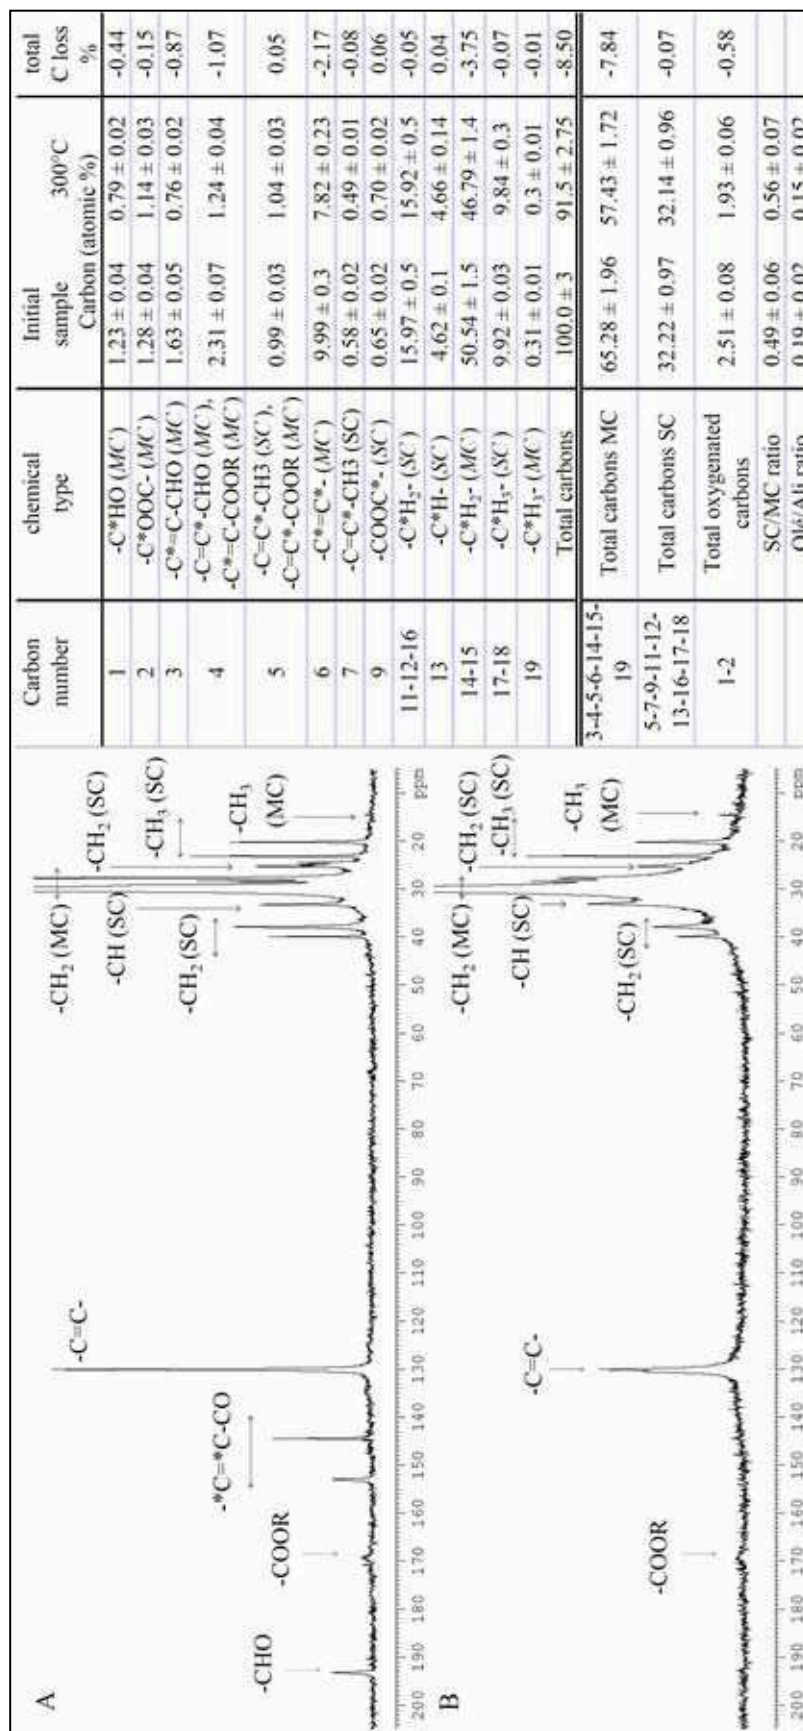 A
-CHO
-COOR
-*C=*C-CO
-C=C-
-CH₂ (MC)
-CH (SC)
-CH₂ (SC)
-CH₂ (SC)
-CH₃ (SC)
-CH₃
(MC)
200 190 180 170 160 150 140 130 120 110 100 90 80 70 60 50 40 30 20 ppm
B
-COOR
-C=C-
-CH₂ (MC)
-CH (SC)
-CH₂ (SC)
-CH₂ (SC)
-CH₃ (SC)
-CH₃
(MC)
200 190 180 170 160 150 140 130 120 110 100 90 80 70 60 50 40 30 20 ppm
Carbon chemical Initial 300°C total
number type sample C loss
Carbon (atomic %) %
1 -C*HO (MC) 1.23 ± 0.04 0.79 ± 0.02 -0.44
2 -C*OOC- (MC) 1.28 ± 0.04 1.14 ± 0.03 -0.15
3 -C*=C-CHO (MC) 1.63 ± 0.05 0.76 ± 0.02 -0.87
4 -C=C*-CHO (MC), 2.31 ± 0.07 1.24 ± 0.04 -1.07
-C*=C-COOR (MC)
5 -C=C*-CH3 (SC), 0.99 ± 0.03 1.04 ± 0.03 0.05
-C=C*-COOR (MC)
6 -C*=C*- (MC) 9.99 ± 0.3 7.82 ± 0.23 -2.17
7 -C=C*-CH3 (SC) 0.58 ± 0.02 0.49 ± 0.01 -0.08
9 -COOC*- (SC) 0.65 ± 0.02 0.70 ± 0.02 0.06
11-12-16 -C*H₂- (SC) 15.97 ± 0.5 15.92 ± 0.5 -0.05
13 -C*H- (SC) 4.62 ± 0.1 4.66 ± 0.14 0.04
14-15 -C*H₂- (MC) 50.54 ± 1.5 46.79 ± 1.4 -3.75
17-18 -C*H₃- (SC) 9.92 ± 0.03 9.84 ± 0.3 -0.07
19 -C*H₃- (MC) 0.31 ± 0.01 0.3 ± 0.01 -0.01
Total carbons 100.0 ± 3 91.5 ± 2.75 -8.50
3-4-5-6-14-15- Total carbons MC 65.28 ± 1.96 57.43 ± 1.72 -7.84
19
5-7-9-11-12- Total carbons SC 32.22 ± 0.97 32.14 ± 0.96 -0.07
13-16-17-18
1-2 Total oxygenated 2.51 ± 0.08 1.93 ± 0.06 -0.58
carbons
SC/MC ratio 0.49 ± 0.06 0.56 ± 0.07
Olé/Ali ratio 0.19 ± 0.02 0.15 ± 0.02